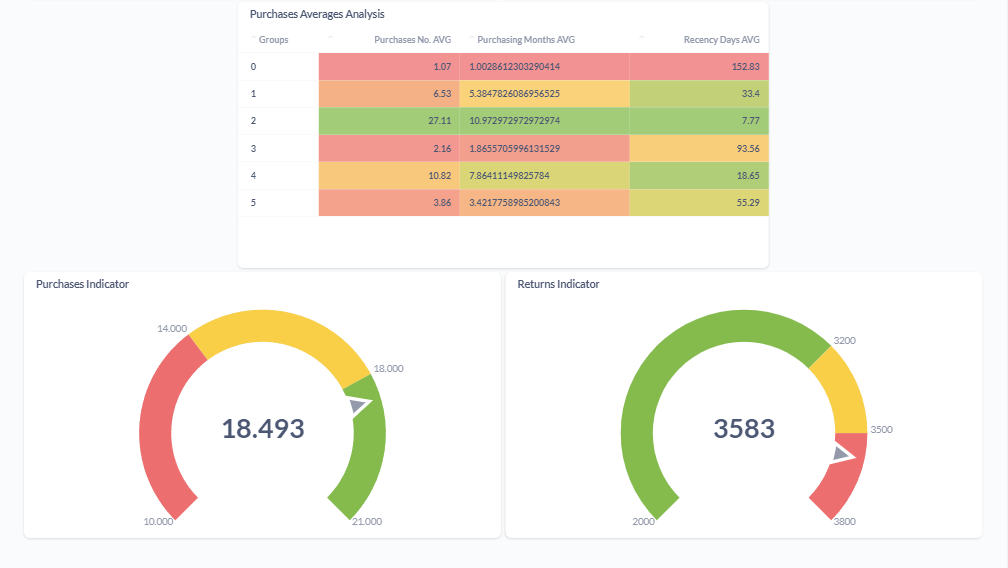 Purchases Averages Analysis
Groups Purchases No. AVG Purchasing Months AVG Recency Days AVG
0 1.07 1.0028612303290414 152.83
1 6.53 5.3847826086956525 33.4
2 27.11 10.972972972972974 7.77
3 2.16 1.8655705996131529 93.56
4 10.82 7.86411149825784 18.65
5 3.86 3.4217758985200843 55.29
Purchases Indicator
14.000
18.000
18.493
10.000
21.000
Returns Indicator
3200
3500
3583
2000
3800